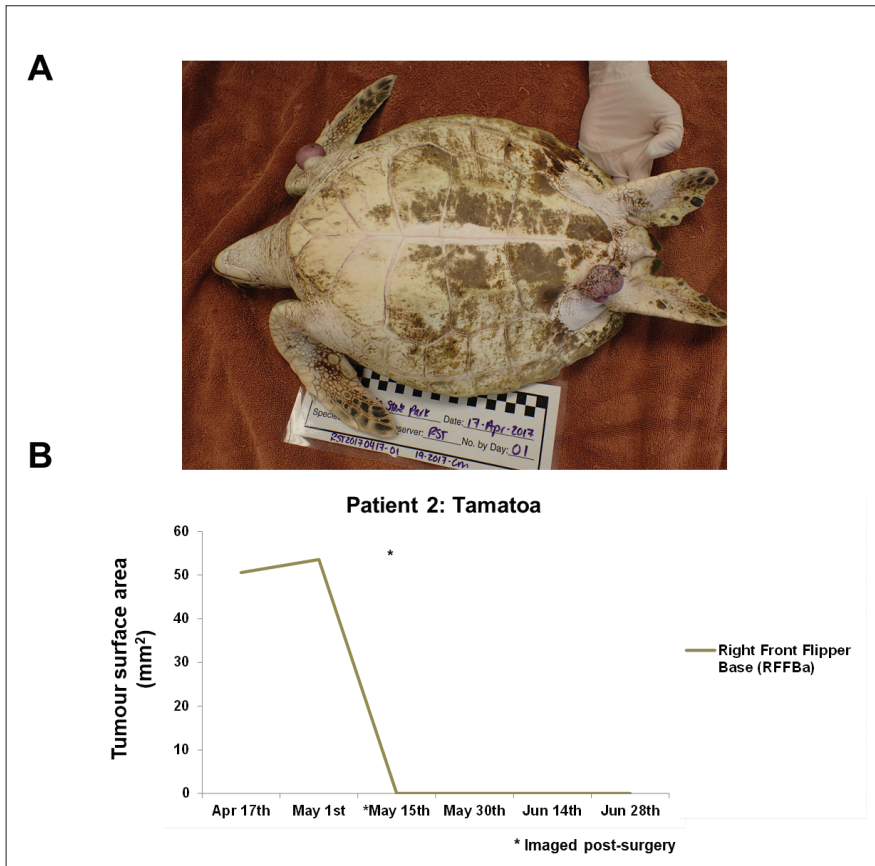 A
State Park Date: 17-Apr-2017
Species server: RST No. by Day: 01
RST20170417-01 19-2017-Cm
B
Patient 2: Tamatoa
Tumour surface area
(mm²)
60
50
40
30
20
10
0
Apr 17th May 1st *May 15th May 30th Jun 14th Jun 28th
*
Right Front Flipper
Base (RFFBa)
* Imaged post-surgery